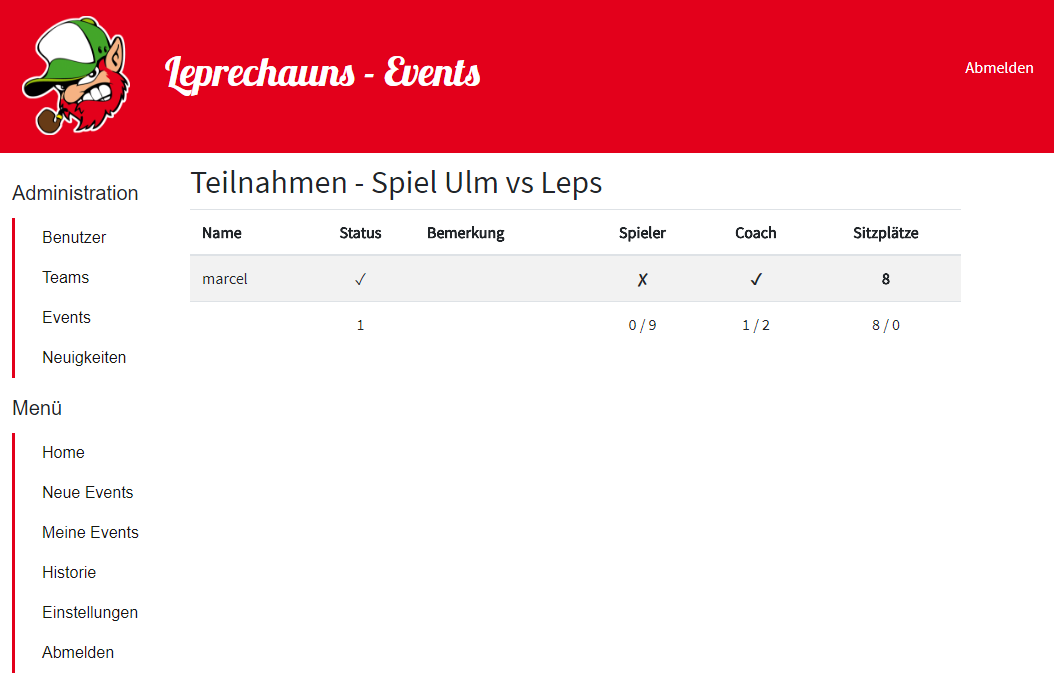 Leprechauns - Events
Abmelden
Administration
Benutzer
Teams
Events
Neuigkeiten
Menü
Home
Neue Events
Meine Events
Historie
Einstellungen
Abmelden
Teilnahmen - Spiel Ulm vs Leps
Name Status Bemerkung Spieler Coach Sitzplätze
marcel ✓ ✗ ✓ 8
1 0 / 9 1 / 2 8 / 0